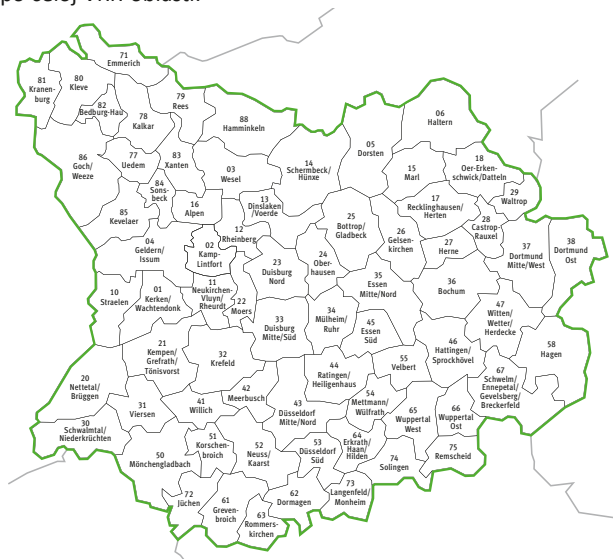 po celej VRR oblasti
71
Emmerich
81
Kranen-
burg
80
Kleve
79
Rees
82
Bedburg-Hau
78
Kalkar
88
Hamminkeln
06
Haltern
05
Dorsten
86
Goch/
Weeze
77
Uedem
83
Xanten
03
Wesel
14
Schermbeck/
Hünxe
15
Marl
18
Oer-Erken-
schwick/Datteln
84
Sons-
beck
29
Waltrop
85
Kevelaer
16
Alpen
13
Dinslaken
/Voerde
17
Recklinghausen/
Herten
25
Bottrop/
Gladbeck
28
Castrop-
Rauxel
12
Rheinberg
26
Gelsen-
kirchen
04
Geldern/
Issum
02
Kamp-
Lintfort
27
Herne
37
Dortmund
Mitte/West
38
Dortmund
Ost
24
Ober-
hausen
23
Duisburg
Nord
35
Essen
Mitte/Nord
36
Bochum
10
Straelen
01
Kerken/
Wachtendonk
11
Neukirchen-
Vluyn/
Rheurdt
22
Moers
47
Witten/
Wetter/
Herdecke
33
Duisburg
Mitte/Süd
34
Mülheim/
Ruhr
45
Essen
Süd
46
Hattingen/
Sprockhövel
58
Hagen
21
Kempen/
Grefrath/
Tönisvorst
32
Krefeld
55
Velbert
44
Ratingen/
Heiligenhaus
67
Schwelm/
Ennepetal/
Gevelsberg/
Breckerfeld
20
Nettetal/
Brüggen
42
Meerbusch
54
Mettmann/
Wülfrath
31
Viersen
41
Willich
43
Düsseldorf
Mitte/Nord
65
Wuppertal
West
66
Wuppertal
Ost
30
Schwalmtal/
Niederkrüchten
51
Korschen-
broich
64
Erkrath/
Haan/
Hilden
50
Mönchengladbach
52
Neuss/
Kaarst
53
Düsseldorf
Süd
75
Remscheid
74
Solingen
73
Langenfeld/
Monheim
72
Jüchen
61
Greven-
broich
62
Dormagen
63
Rommers-
kirchen